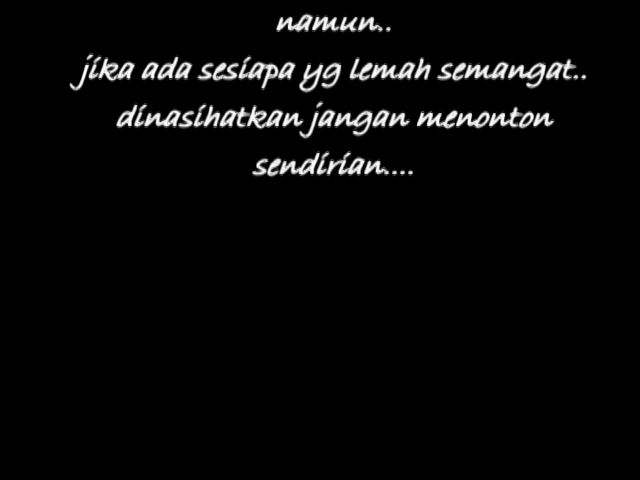 namun..
jika ada sesiapa yg lemah semangat..
dinasihatkan jangan menonton
sendirian....